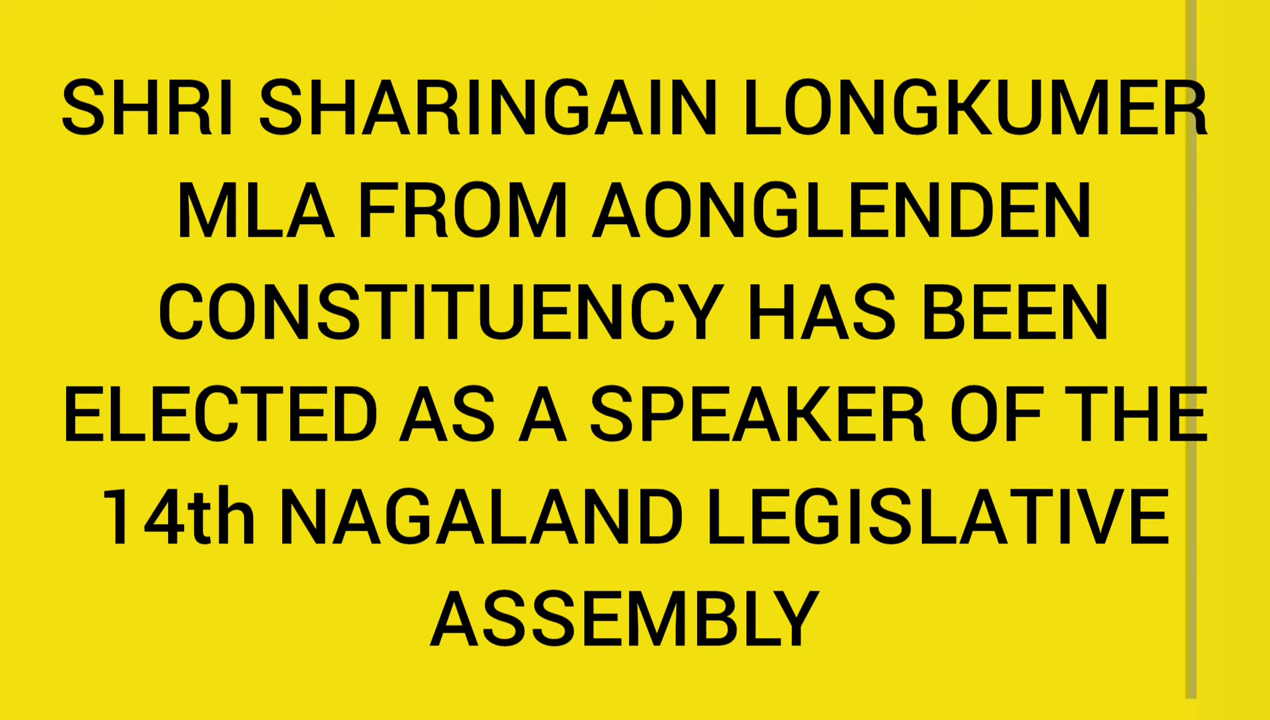 SHRI SHARINGAIN LONGKUMER
MLA FROM AONGLENDEN
CONSTITUENCY HAS BEEN
ELECTED AS A SPEAKER OF THE
14th NAGALAND LEGISLATIVE
ASSEMBLY